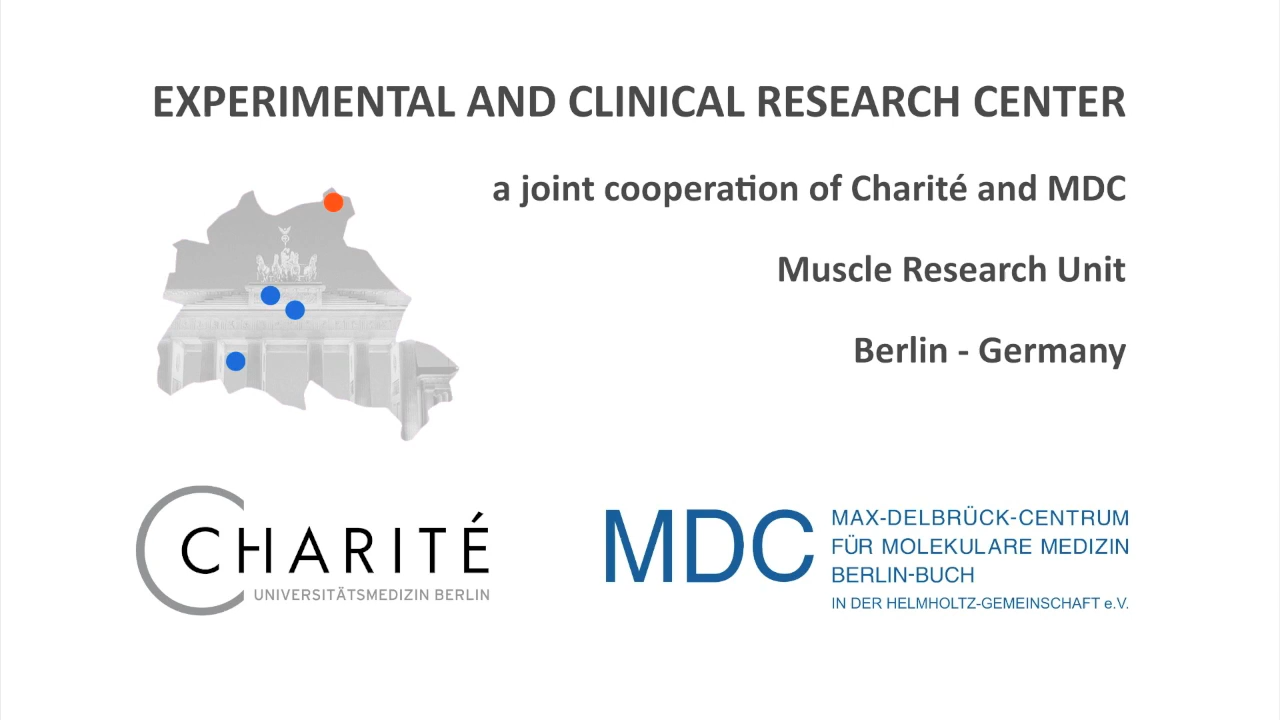 EXPERIMENTAL AND CLINICAL RESEARCH CENTER
a joint cooperation of Charité and MDC
Muscle Research Unit
Berlin - Germany
CHARITÉ
UNIVERSITÄTSMEDIZIN BERLIN
MDC
MAX-DELBRÜCK-CENTRUM
FÜR MOLEKULARE MEDIZIN
BERLIN-BUCH
IN DER HELMHOLTZ-GEMEINSCHAFT e.V.